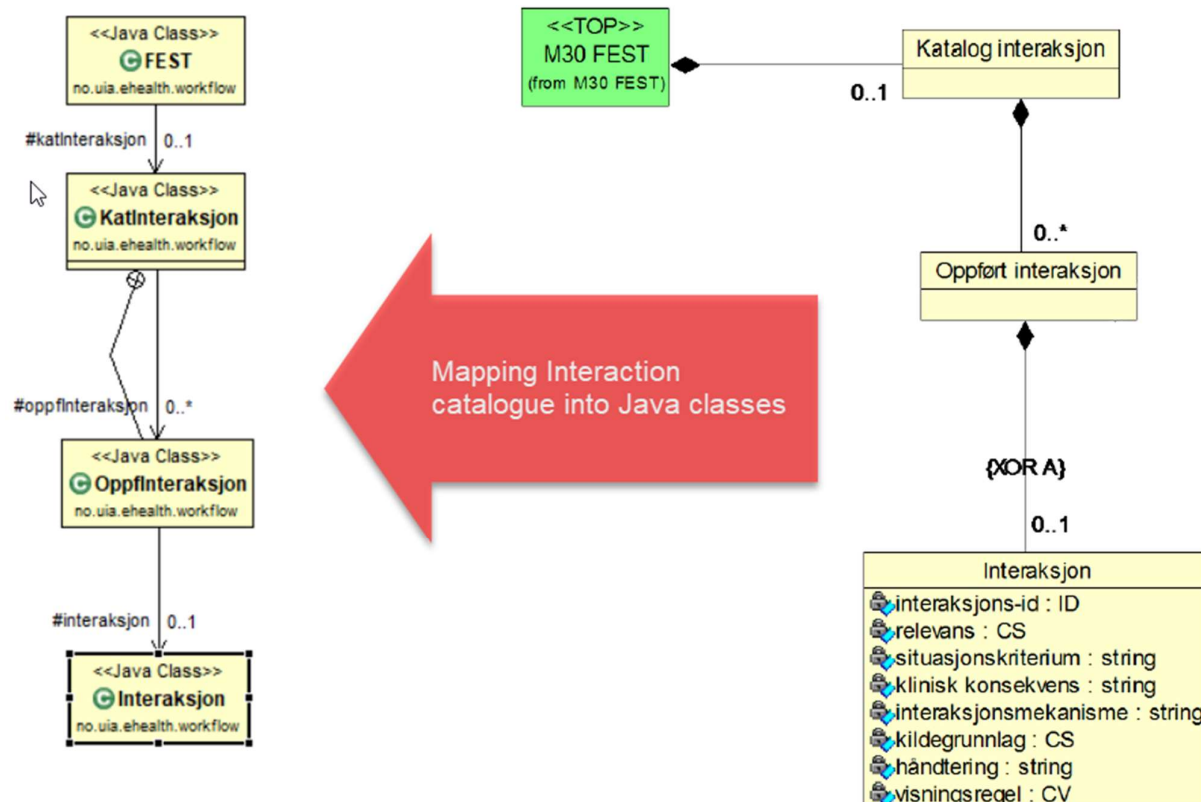 <<Java Class>>
FEST
no.uia.ehealth.workflow
#katInteraksjon 0..1
<<Java Class>>
KatInteraksjon
no.uia.ehealth.workflow
#oppfInteraksjon 0..*
<<Java Class>>
OppfInteraksjon
no.uia.ehealth.workflow
#interaksjon 0..1
<<Java Class>>
Interaksjon
no.uia.ehealth.workflow
Mapping Interaction
catalogue into Java classes
<<TOP>>
M30 FEST
(from M30 FEST)
0..1
Katalog interaksjon
0..*
Oppført interaksjon
{XOR A}
0..1
Interaksjon
interaksjons-id : ID
relevans : CS
situasjonskriterium : string
klinisk konsekvens : string
interaksjonsmekanisme : string
kildegrunnlag : CS
håndtering : string
visningsregel : CV